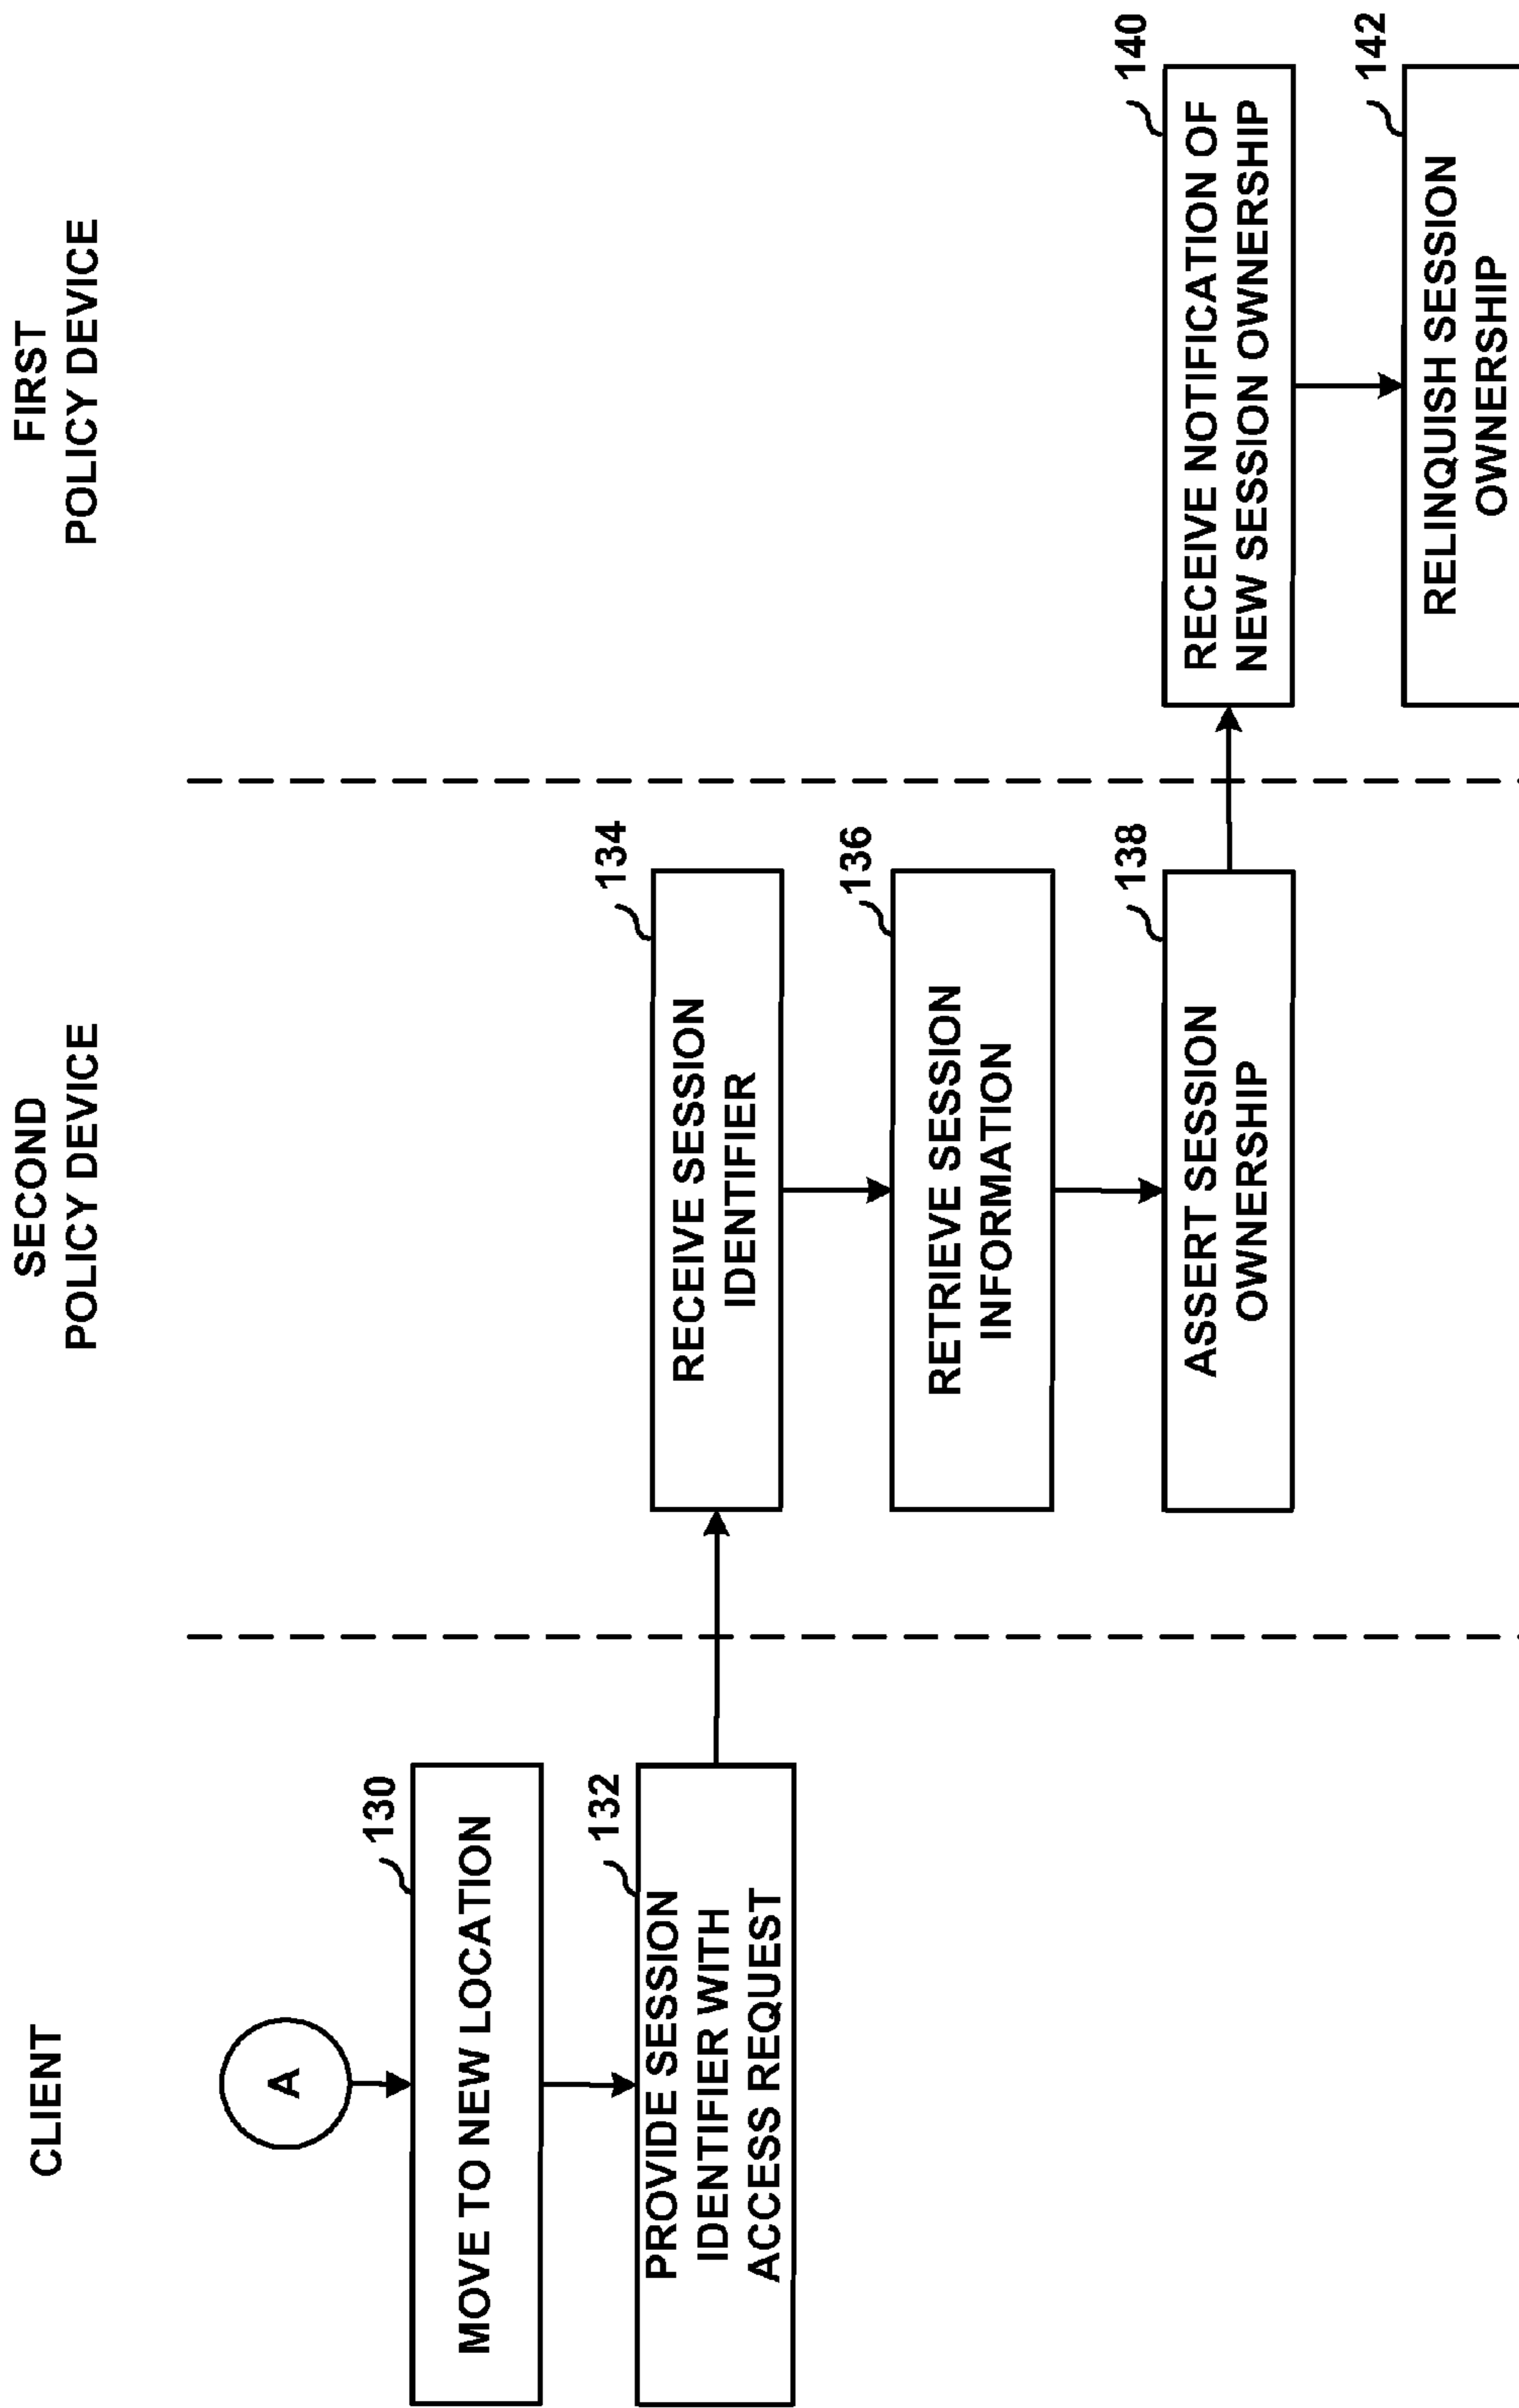 CLIENT
SECOND
POLICY DEVICE
FIRST
POLICY DEVICE
A
130
MOVE TO NEW LOCATION
132
PROVIDE SESSION
IDENTIFIER WITH
ACCESS REQUEST
134
RECEIVE SESSION
IDENTIFIER
136
RETRIEVE SESSION
INFORMATION
138
ASSERT SESSION
OWNERSHIP
140
RECEIVE NOTIFICATION OF
NEW SESSION OWNERSHIP
142
RELINQUISH SESSION
OWNERSHIP